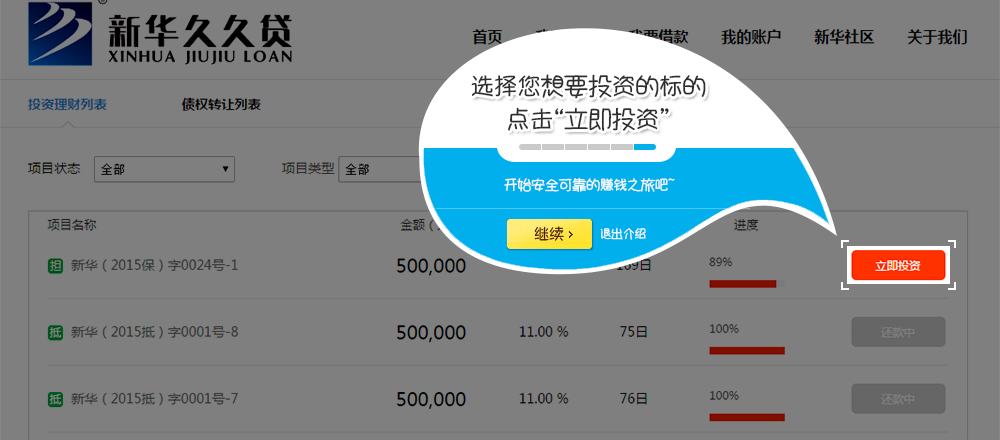 ®
新华久久贷
XINHUA JIUJIU LOAN
首页
我要借款
我的账户
新华社区
关于我们
投资理财列表
债权转让列表
选择您想要投资的标的
点击“立即投资”
项目状态
全部
项目类型
全部
开始安全可靠的赚钱之旅吧~
继续 >
退出介绍
项目名称
金额（
进度
担 新华（2015保）字0024号-1
500,000
169日
89%
立即投资
抵 新华（2015抵）字0001号-8
500,000
11.00 %
75日
100%
还款中
抵 新华（2015抵）字0001号-7
500,000
11.00 %
76日
100%
还款中